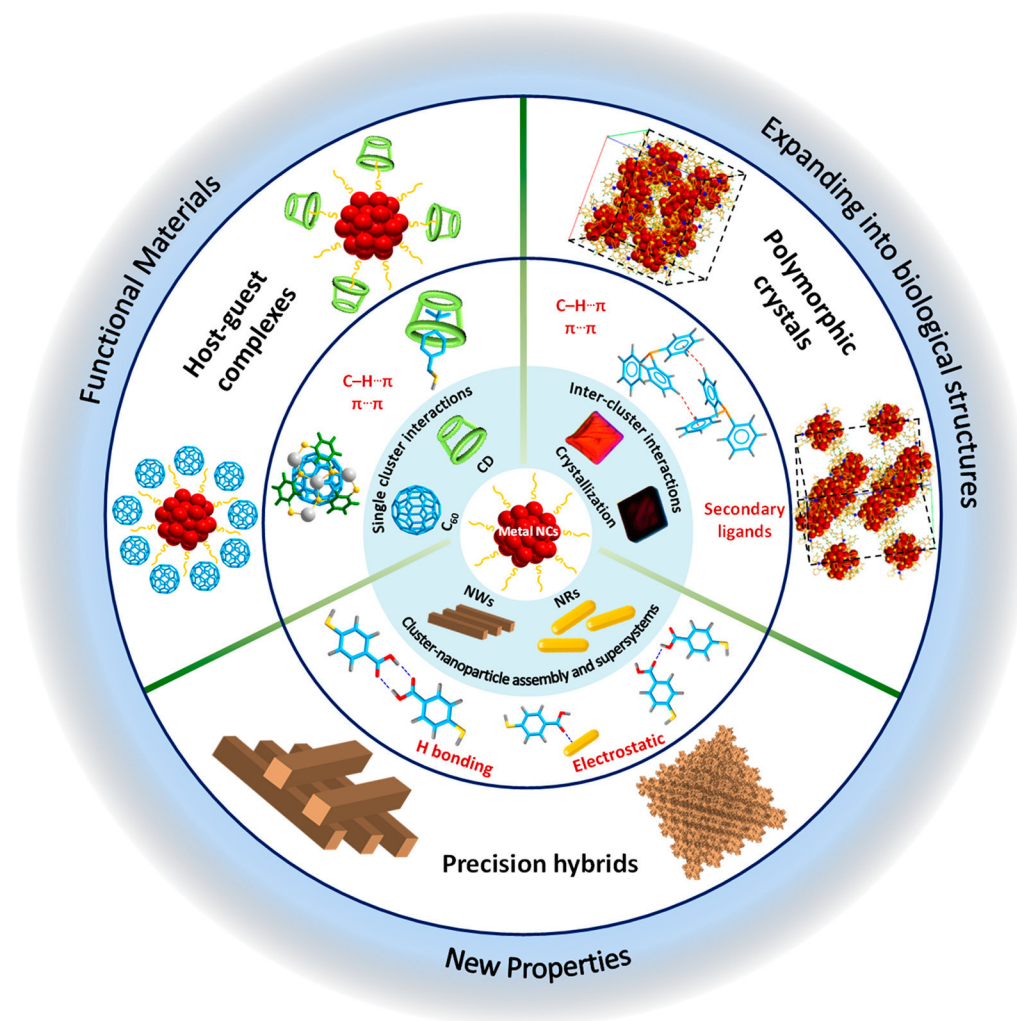 Functional Materials
Expanding into biological structures
New Properties
Host-guest
complexes
Polymorphic
crystals
Precision hybrids
C–H···π
π···π
C–H···π
π···π
Secondary
ligands
H bonding
Electrostatic
Single cluster interactions
CD
C₆₀
Inter-cluster interactions
Crystallization
Cluster-nanoparticle assembly and supersystems
NWs
NRs
Metal NCs
S
S
S
S
S
S
S
S